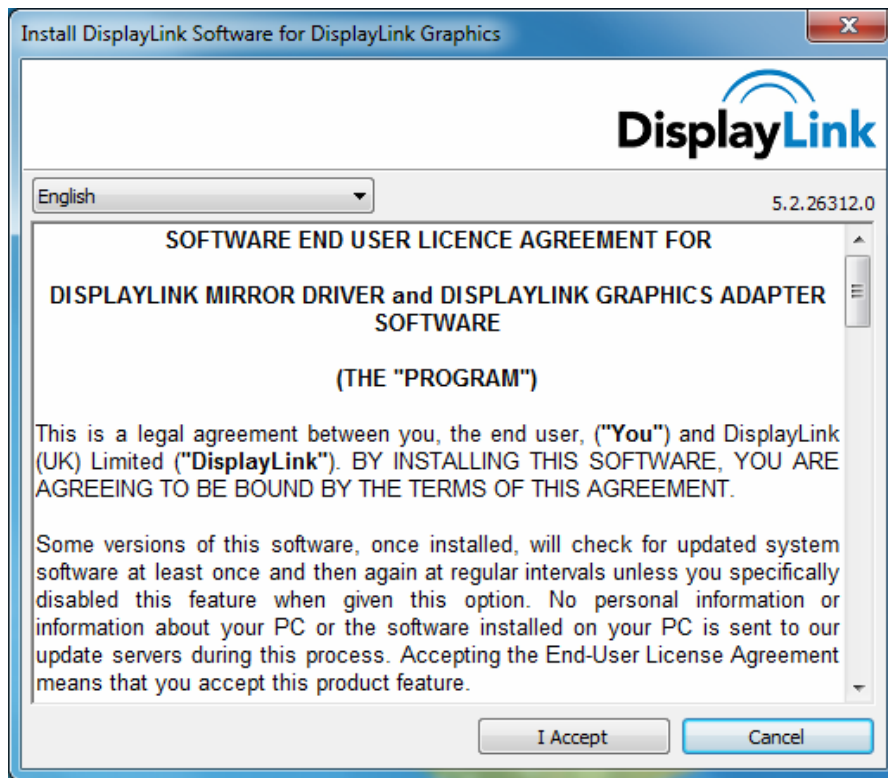 Install DisplayLink Software for DisplayLink Graphics
DisplayLink
English
5.2.26312.0
SOFTWARE END USER LICENCE AGREEMENT FOR
DISPLAYLINK MIRROR DRIVER and DISPLAYLINK GRAPHICS ADAPTER
SOFTWARE
(THE "PROGRAM")
This is a legal agreement between you, the end user, ("You") and DisplayLink
(UK) Limited ("DisplayLink"). BY INSTALLING THIS SOFTWARE, YOU ARE
AGREEING TO BE BOUND BY THE TERMS OF THIS AGREEMENT.
Some versions of this software, once installed, will check for updated system
software at least once and then again at regular intervals unless you specifically
disabled this feature when given this option. No personal information or
information about your PC or the software installed on your PC is sent to our
update servers during this process. Accepting the End-User License Agreement
means that you accept this product feature.
I Accept
Cancel